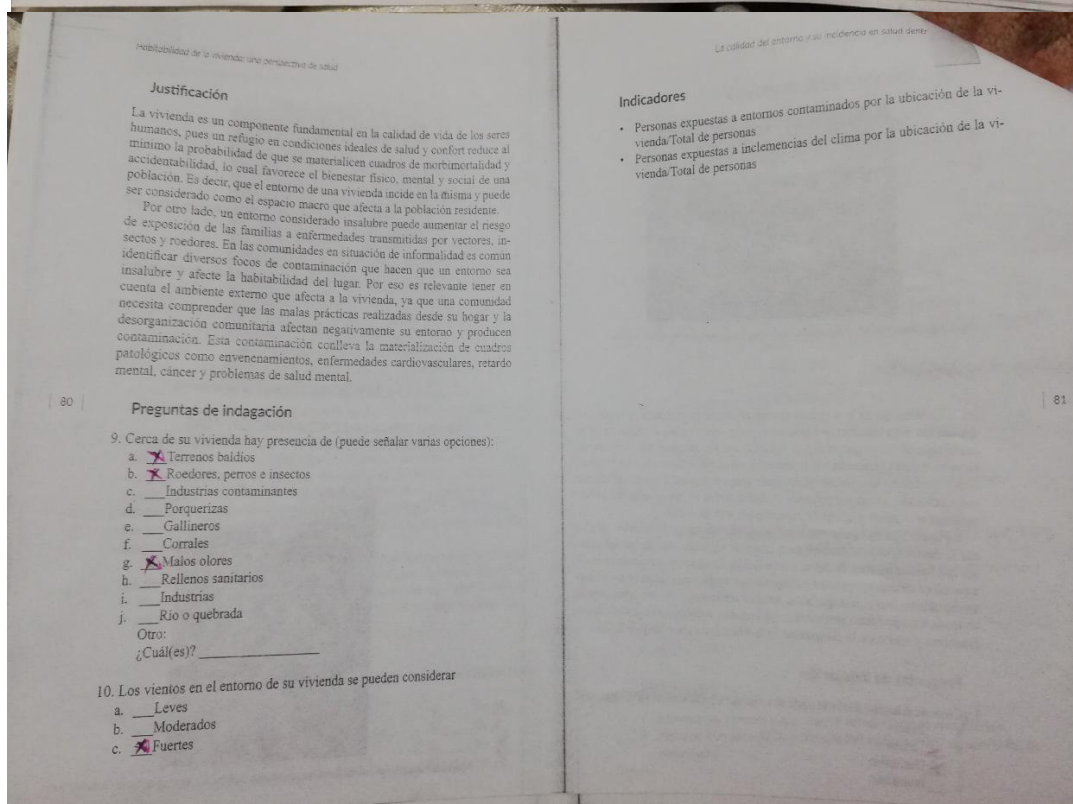 Habitabilidad de la vivienda: una perspectiva de salud
Justificación
La vivienda es un componente fundamental en la calidad de vida de los seres
humanos, pues un refugio en condiciones ideales de salud y confort reduce al
mínimo la probabilidad de que se materialicen cuadros de morbimortalidad y
accidentabilidad, lo cual favorece el bienestar físico, mental y social de una
población. Es decir, que el entorno de una vivienda incide en la misma y puede
ser considerado como el espacio macro que afecta a la población residente.
Por otro lado, un entorno considerado insalubre puede aumentar el riesgo
de exposición de las familias a enfermedades transmitidas por vectores, in-
sectos y roedores. En las comunidades en situación de informalidad es común
identificar diversos focos de contaminación que hacen que un entorno sea
insalubre y afecte la habitabilidad del lugar. Por eso es relevante tener en
cuenta el ambiente externo que afecta a la vivienda, ya que una comunidad
necesita comprender que las malas prácticas realizadas desde su hogar y la
desorganización comunitaria afectan negativamente su entorno y producen
contaminación. Esta contaminación conlleva la materialización de cuadros
patológicos como envenenamientos, enfermedades cardiovasculares, retardo
mental, cáncer y problemas de salud mental.
80
Preguntas de indagación
9. Cerca de su vivienda hay presencia de (puede señalar varias opciones):
a. X Terrenos baldíos
b. X Roedores, perros e insectos
c. ___Industrias contaminantes
d. ___Porquerizas
e. ___Gallineros
f. ___Corrales
g. X Malos olores
h. ___Rellenos sanitarios
i. ___Industrias
j. ___Río o quebrada
Otro:
¿Cuál(es)? ______________
10. Los vientos en el entorno de su vivienda se pueden considerar
a. ___Leves
b. ___Moderados
c. X Fuertes
La calidad del entorno y su incidencia en salud
Indicadores
• Personas expuestas a entornos contaminados por la ubicación de la vi-
vienda/Total de personas
• Personas expuestas a inclemencias del clima por la ubicación de la vi-
vienda/Total de personas
81